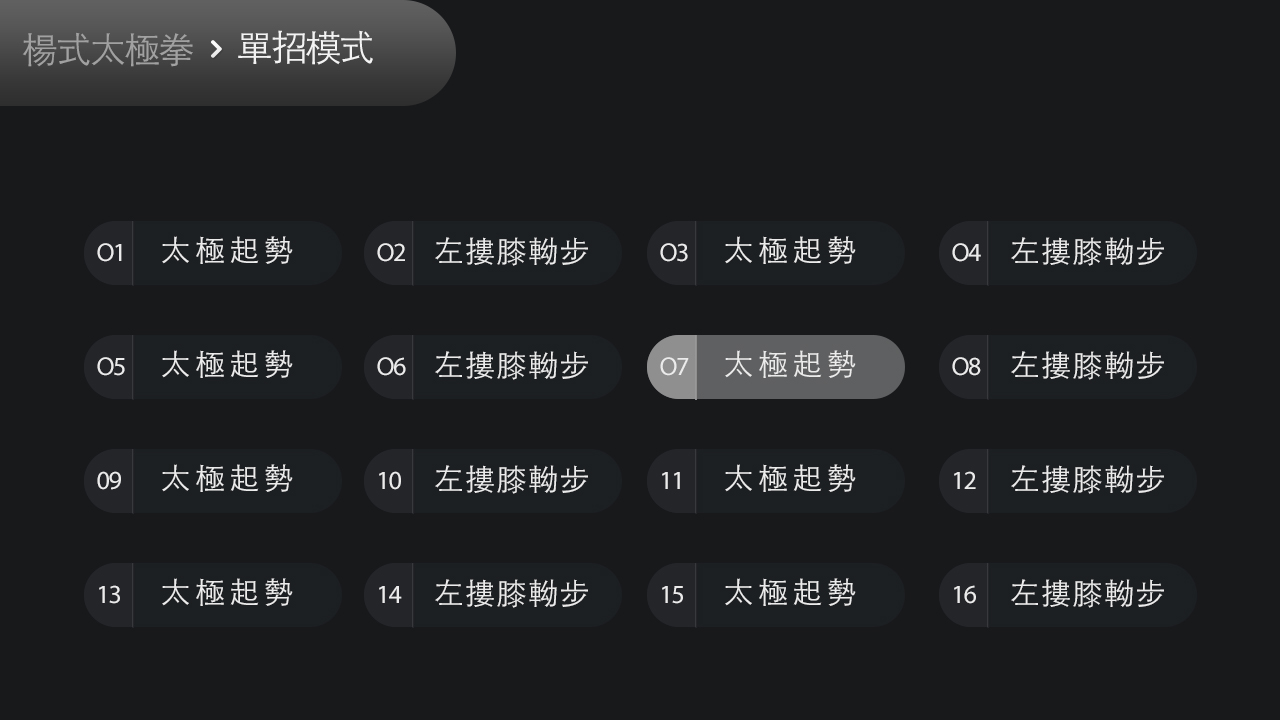 楊式太極拳 > 單招模式
01 太極起勢 02 左摟膝軪步 03 太極起勢 04 左摟膝軪步
05 太極起勢 06 左摟膝軪步 07 太極起勢 08 左摟膝軪步
09 太極起勢 10 左摟膝軪步 11 太極起勢 12 左摟膝軪步
13 太極起勢 14 左摟膝軪步 15 太極起勢 16 左摟膝軪步